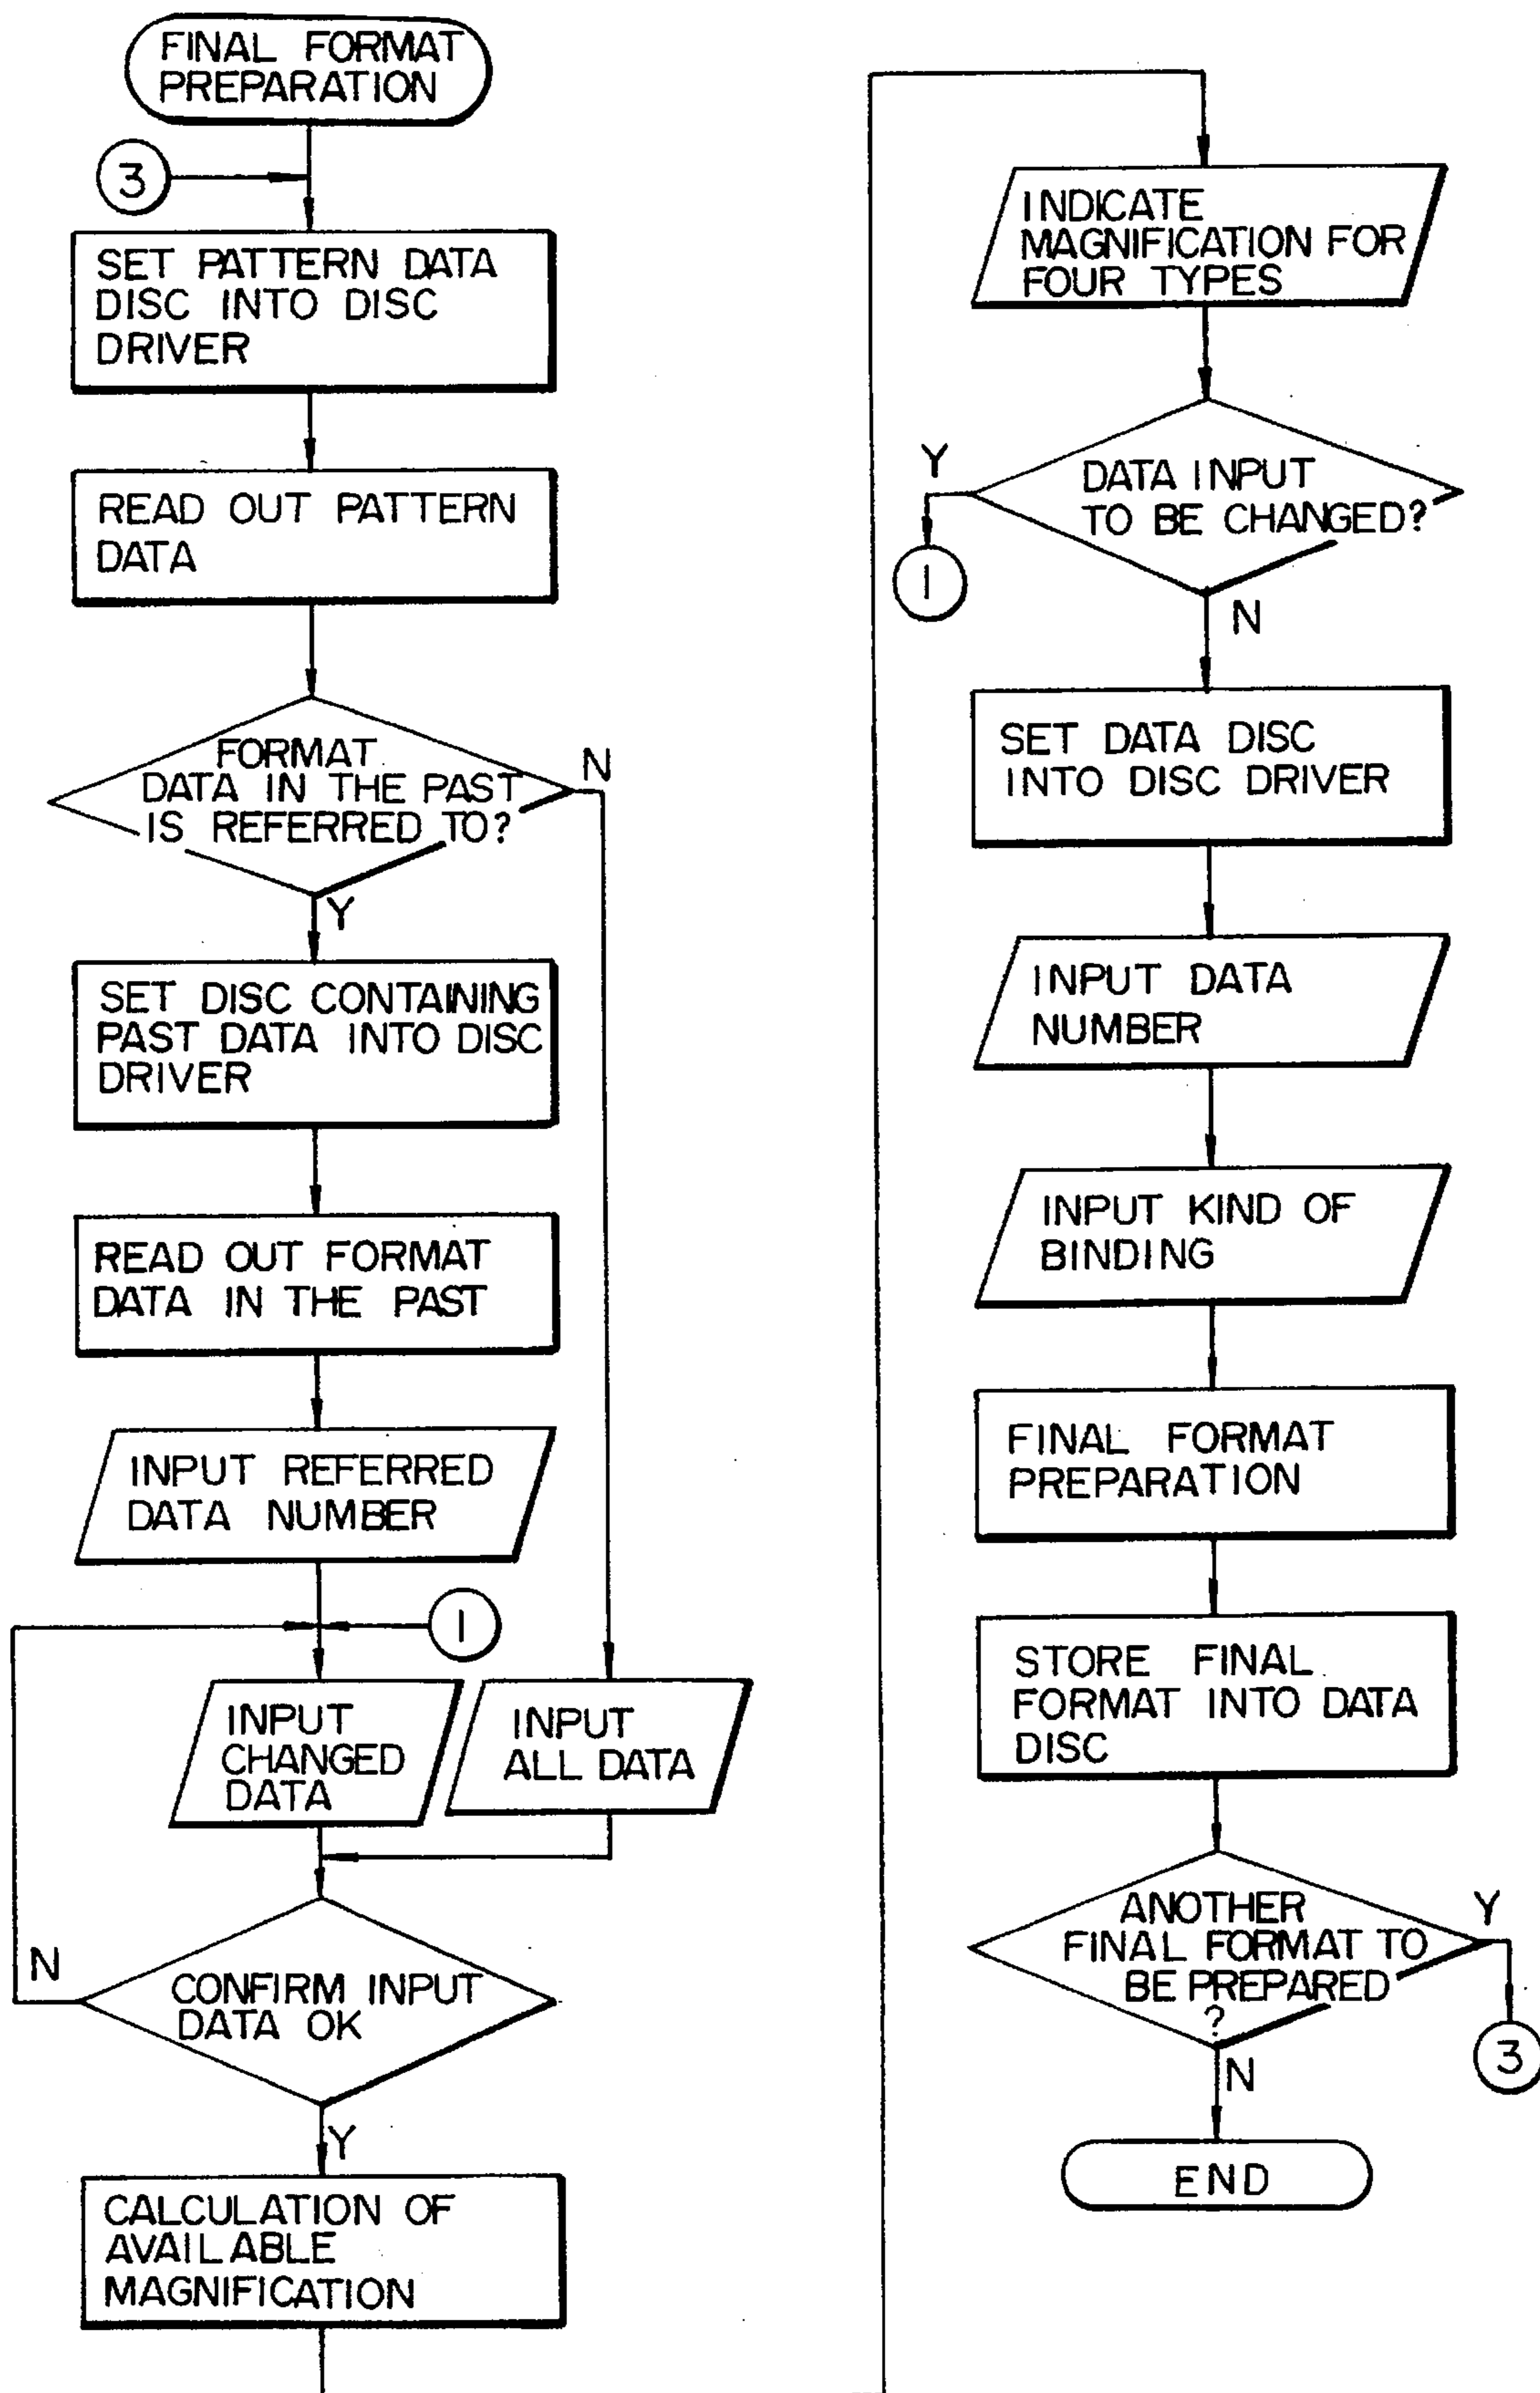 FINAL FORMAT
PREPARATION
3
SET PATTERN DATA
DISC INTO DISC
DRIVER
READ OUT PATTERN
DATA
FORMAT
DATA IN THE PAST
IS REFERRED TO?
N
Y
SET DISC CONTAINING
PAST DATA INTO DISC
DRIVER
READ OUT FORMAT
DATA IN THE PAST
INPUT REFERRED
DATA NUMBER
1
INPUT
CHANGED
DATA
INPUT
ALL DATA
N
CONFIRM INPUT
DATA OK
Y
CALCULATION OF
AVAILABLE
MAGNIFICATION
INDICATE
MAGNIFICATION FOR
FOUR TYPES
Y
DATA INPUT
TO BE CHANGED?
1
N
SET DATA DISC
INTO DISC DRIVER
INPUT DATA
NUMBER
INPUT KIND OF
BINDING
FINAL FORMAT
PREPARATION
STORE FINAL
FORMAT INTO DATA
DISC
ANOTHER
FINAL FORMAT TO
BE PREPARED
?
Y
3
N
END